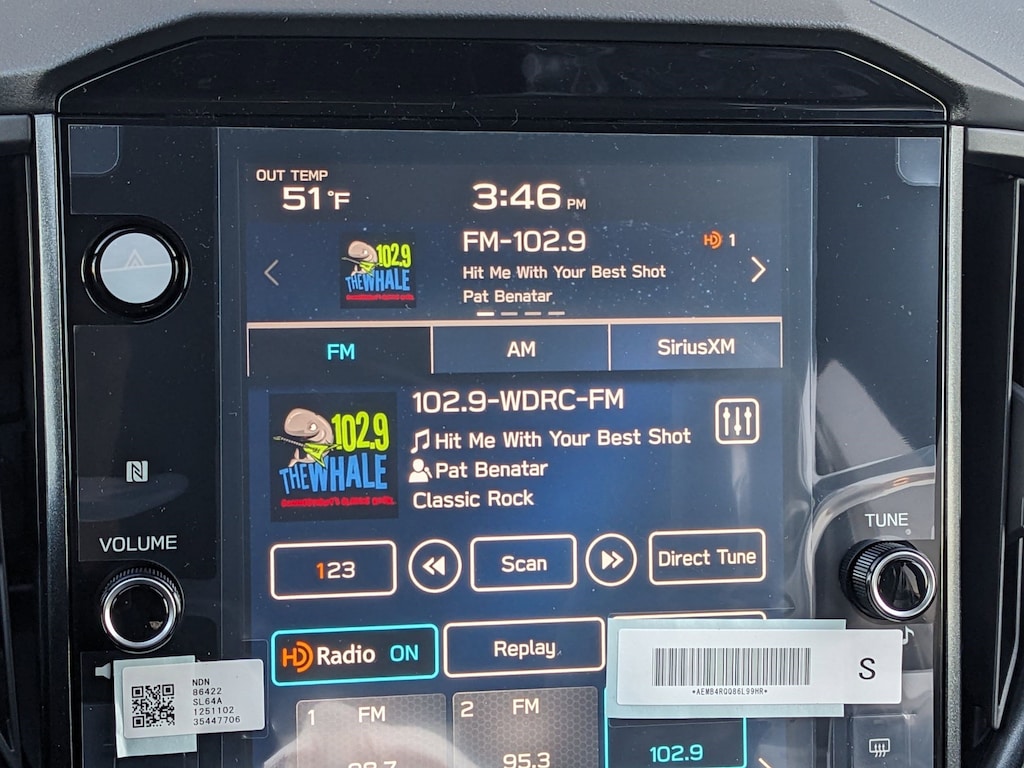 OUT TEMP
51°F
3:46 PM
FM-102.9
HD 1
Hit Me With Your Best Shot
Pat Benatar
102.9
THE WHALE
FM
AM
SiriusXM
102.9-WDRC-FM
Hit Me With Your Best Shot
Pat Benatar
Classic Rock
102.9
THE WHALE
VOLUME
TUNE
123
Scan
Direct Tune
HD Radio ON
Replay
S
*AEMB4RQQ86L99HR*
NDN
86422
SL64A
1251102
35447706
1 FM
2 FM
95.3
102.9